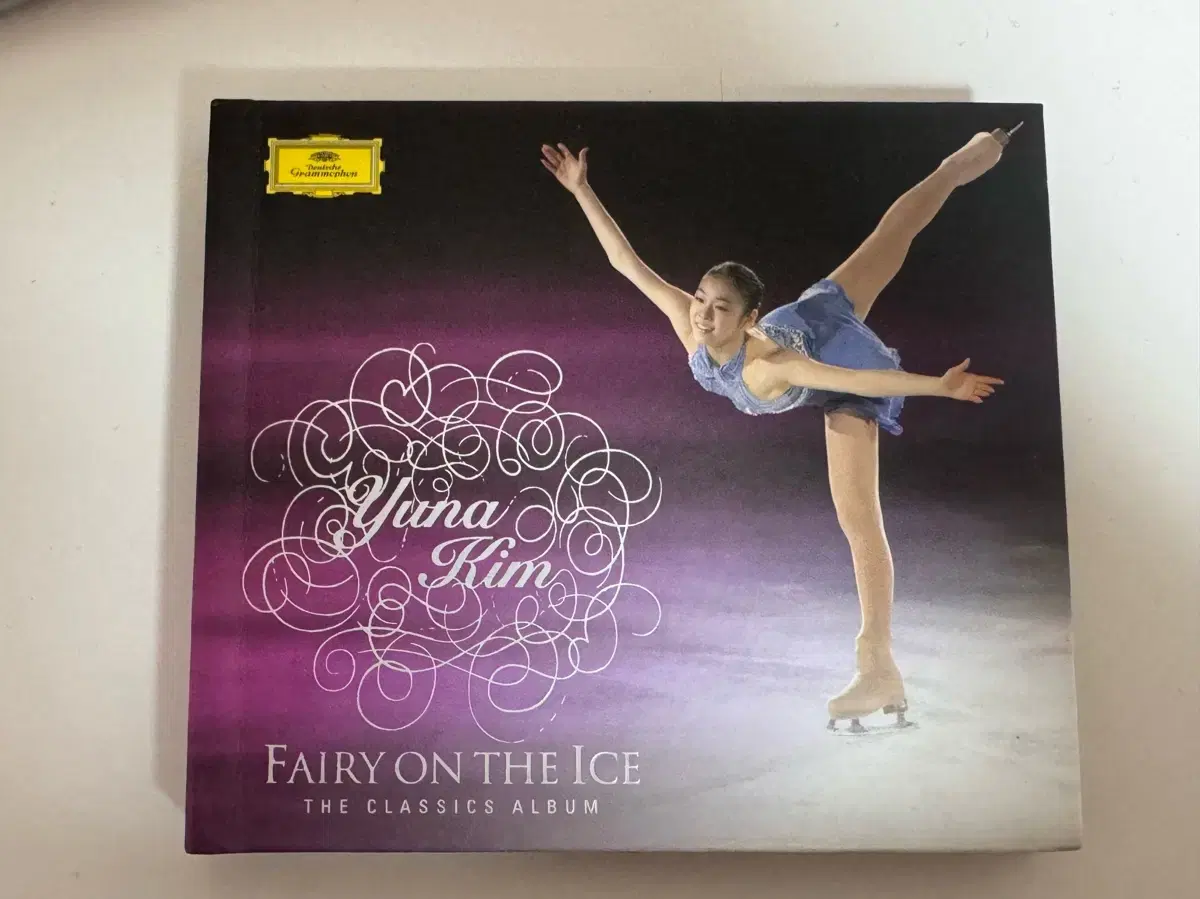 Deutsche
Grammophon
Yuna
Kim
FAIRY ON THE ICE
THE CLASSICS ALBUM